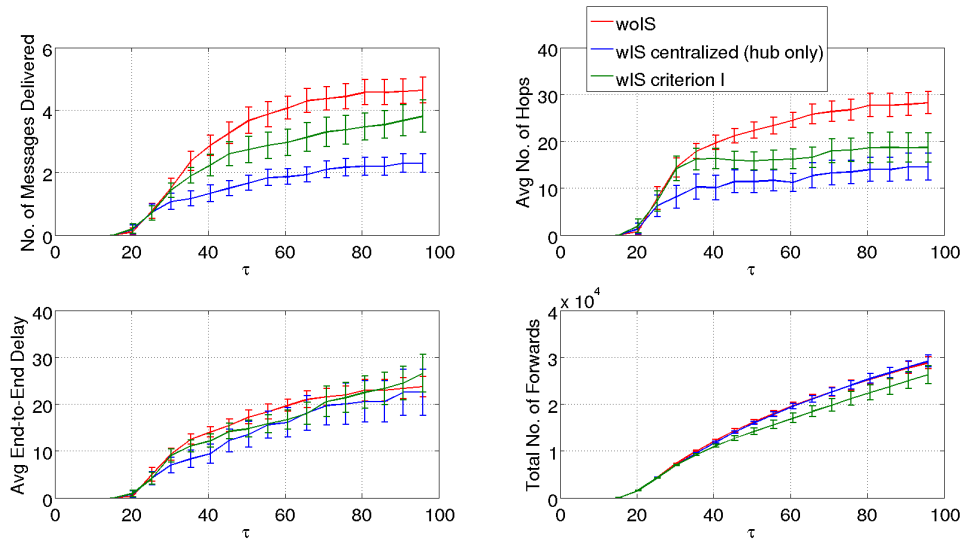 woIS
wIS centralized (hub only)
wIS criterion I
No. of Messages Delivered
6
4
2
0
0 20 40 60 80 100
τ
Avg No. of Hops
40
30
20
10
0
0 20 40 60 80 100
τ
Avg End-to-End Delay
40
30
20
10
0
0 20 40 60 80 100
τ
x 10^4
Total No. of Forwards
4
3
2
1
0
0 20 40 60 80 100
τ